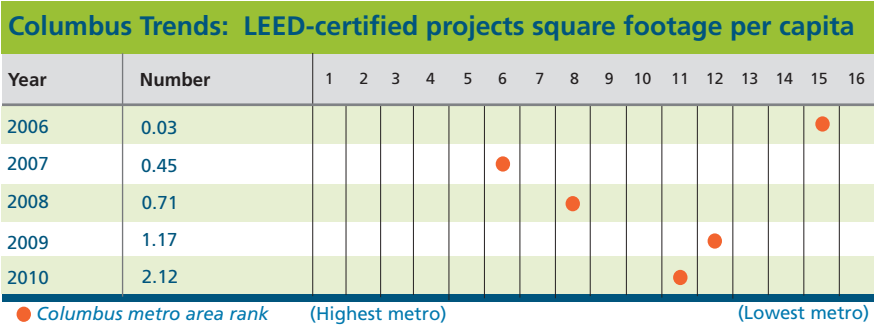 Columbus Trends: LEED-certified projects square footage per capita
Year Number 1 2 3 4 5 6 7 8 9 10 11 12 13 14 15 16
2006 0.03
2007 0.45
2008 0.71
2009 1.17
2010 2.12
Columbus metro area rank (Highest metro) (Lowest metro)